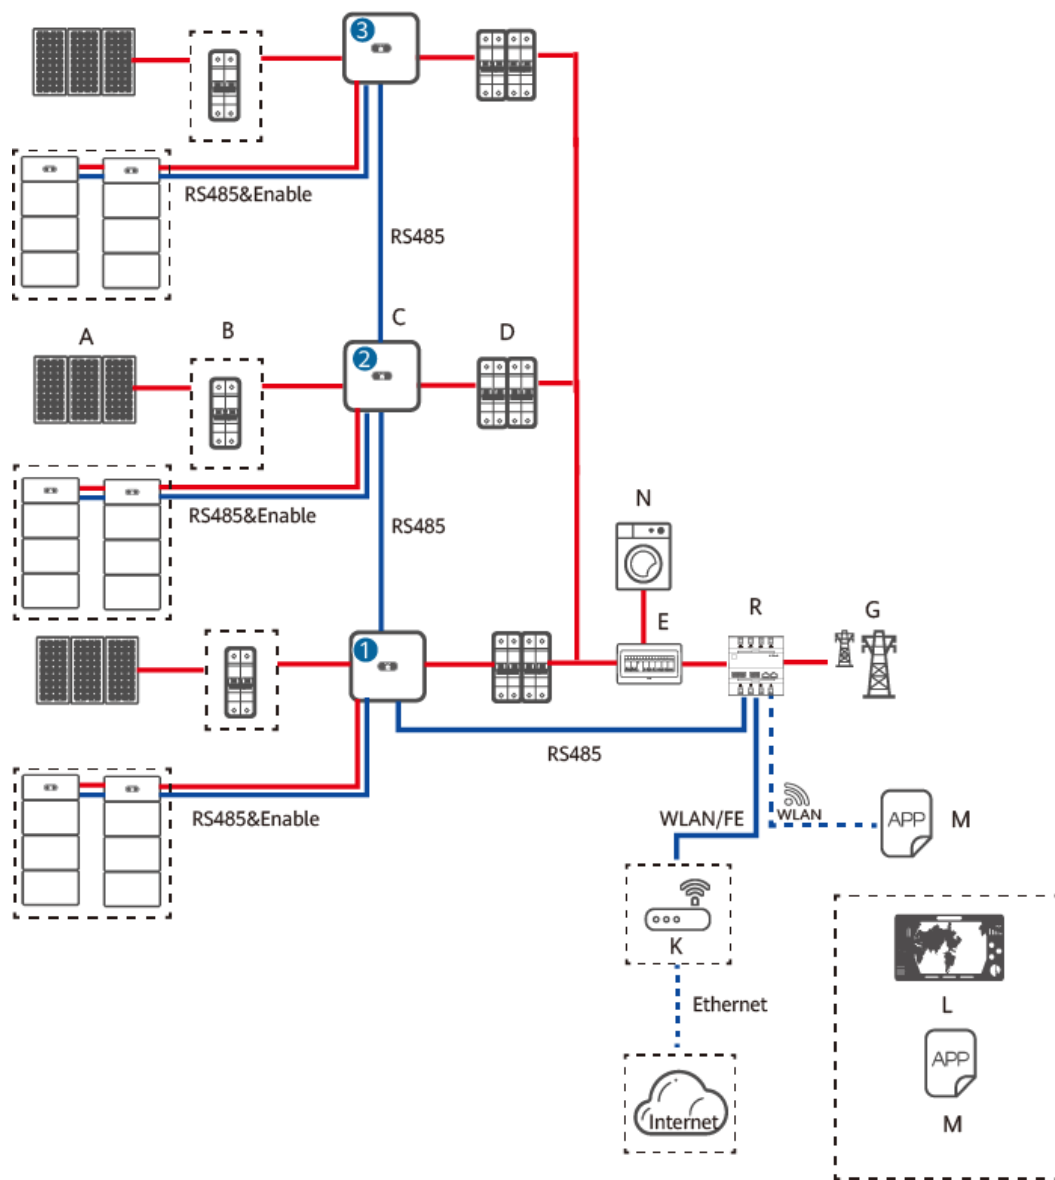 3
RS485&Enable
RS485
A
B
C
D
2
RS485&Enable
RS485
N
E
R
G
1
RS485
RS485&Enable
WLAN/FE
WLAN
APP
M
K
Ethernet
L
APP
M
Internet